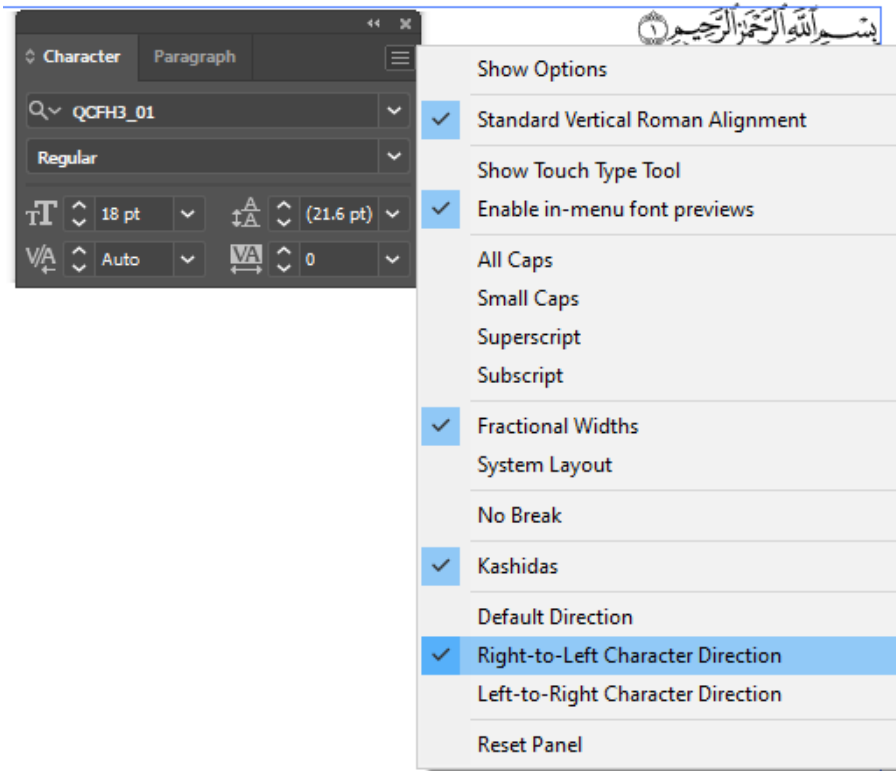 بِسْمِ ٱللَّهِ ٱلرَّحْمَٰنِ ٱلرَّحِيمِ ١
Character
Paragraph
QCFH3_01
Regular
18 pt
(21.6 pt)
Auto
0
Show Options
Standard Vertical Roman Alignment
Show Touch Type Tool
Enable in-menu font previews
All Caps
Small Caps
Superscript
Subscript
Fractional Widths
System Layout
No Break
Kashidas
Default Direction
Right-to-Left Character Direction
Left-to-Right Character Direction
Reset Panel